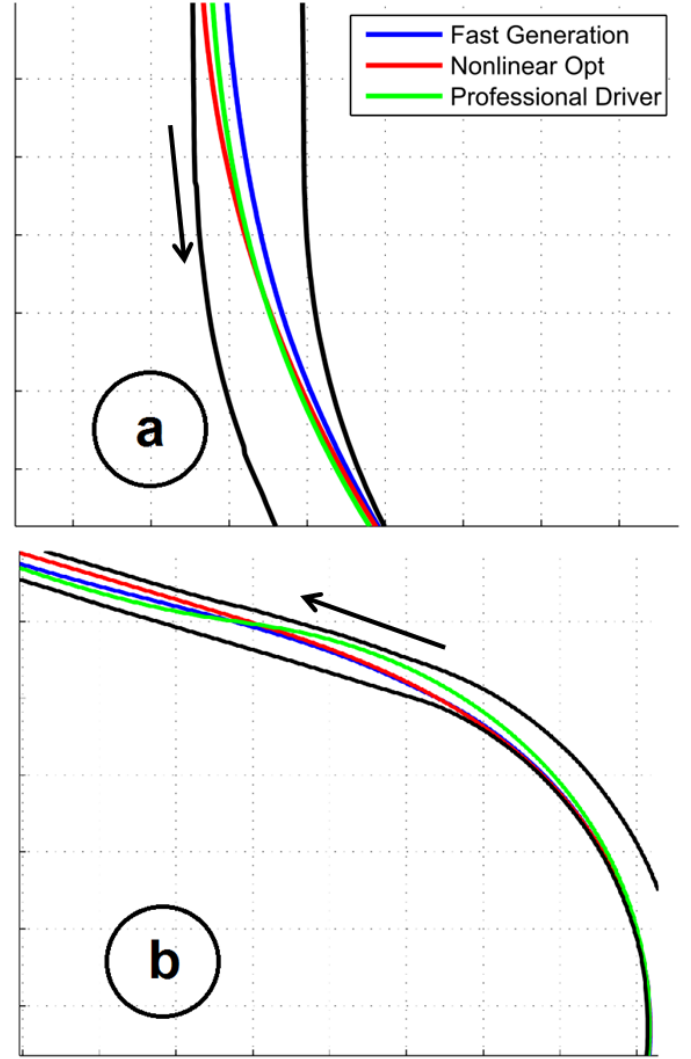 Fast Generation
Nonlinear Opt
Professional Driver
a
b